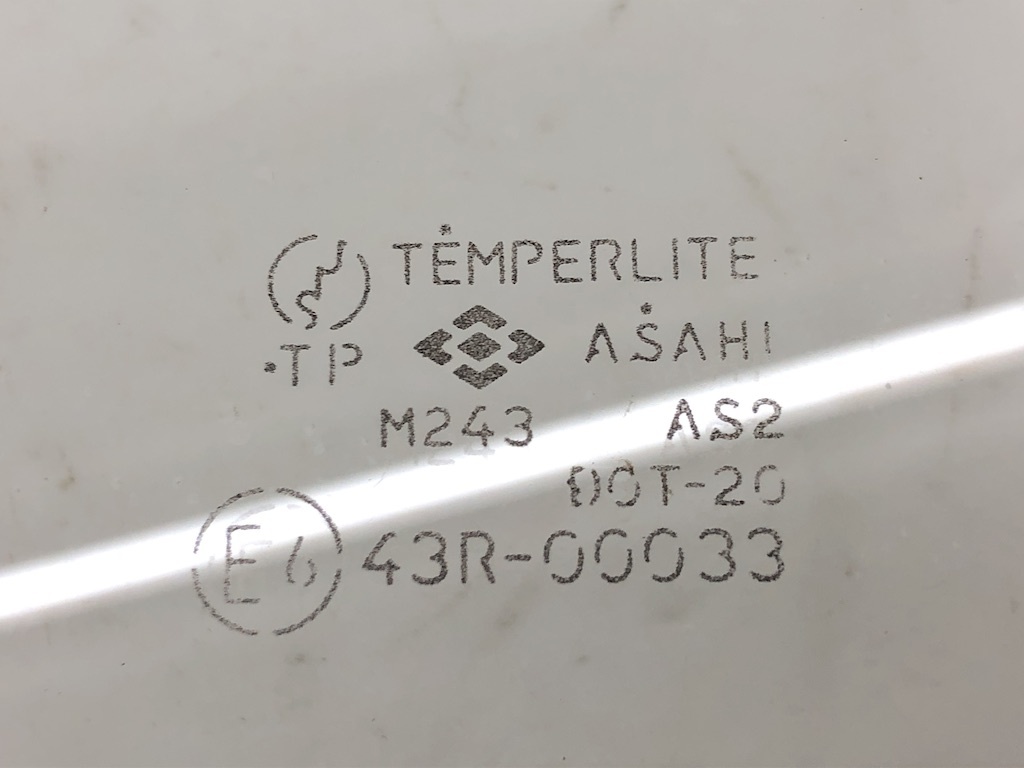 TEMPERLITE
.TP ASAHI
M243 AS2
DOT-20
E6 43R-00033